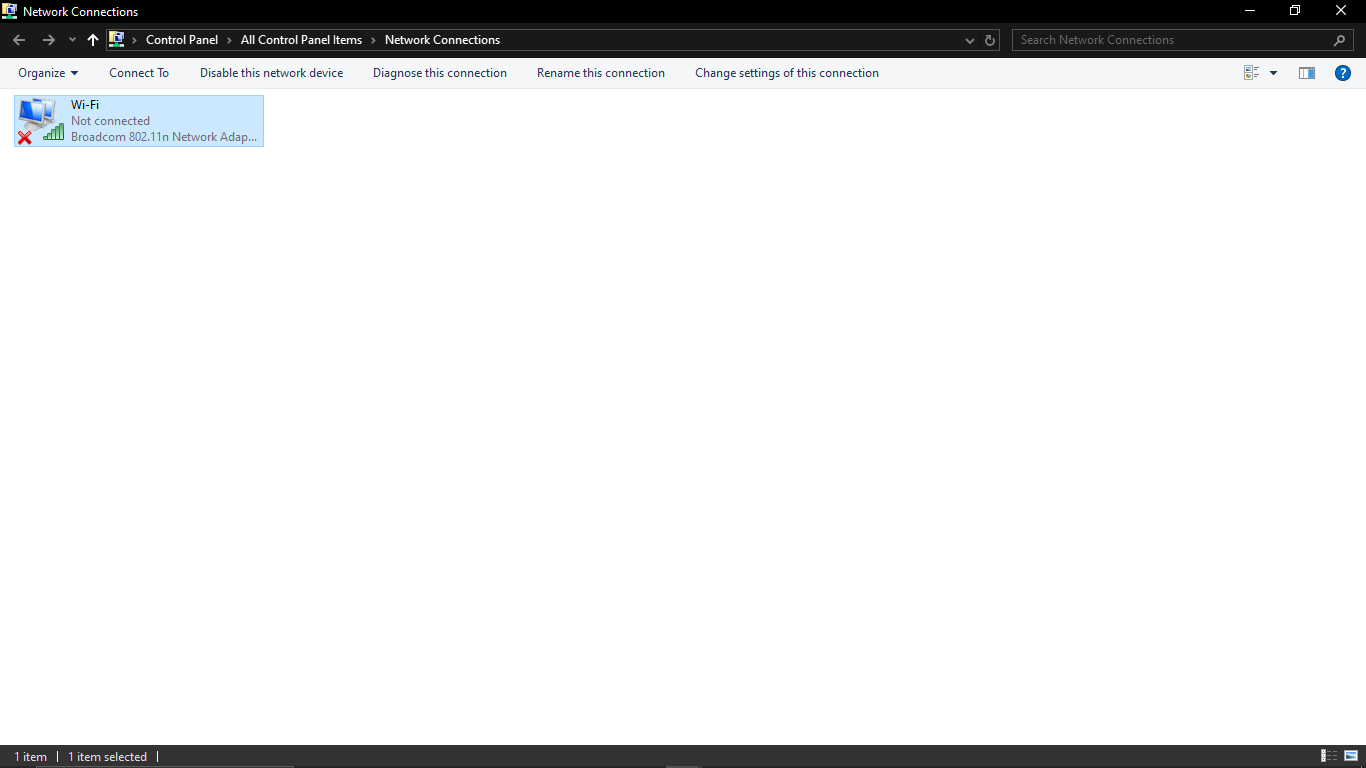 Network Connections
Control Panel > All Control Panel Items > Network Connections
Search Network Connections
Organize Connect To Disable this network device Diagnose this connection Rename this connection Change settings of this connection
Wi-Fi
Not connected
Broadcom 802.11n Network Adap...
1 item 1 item selected